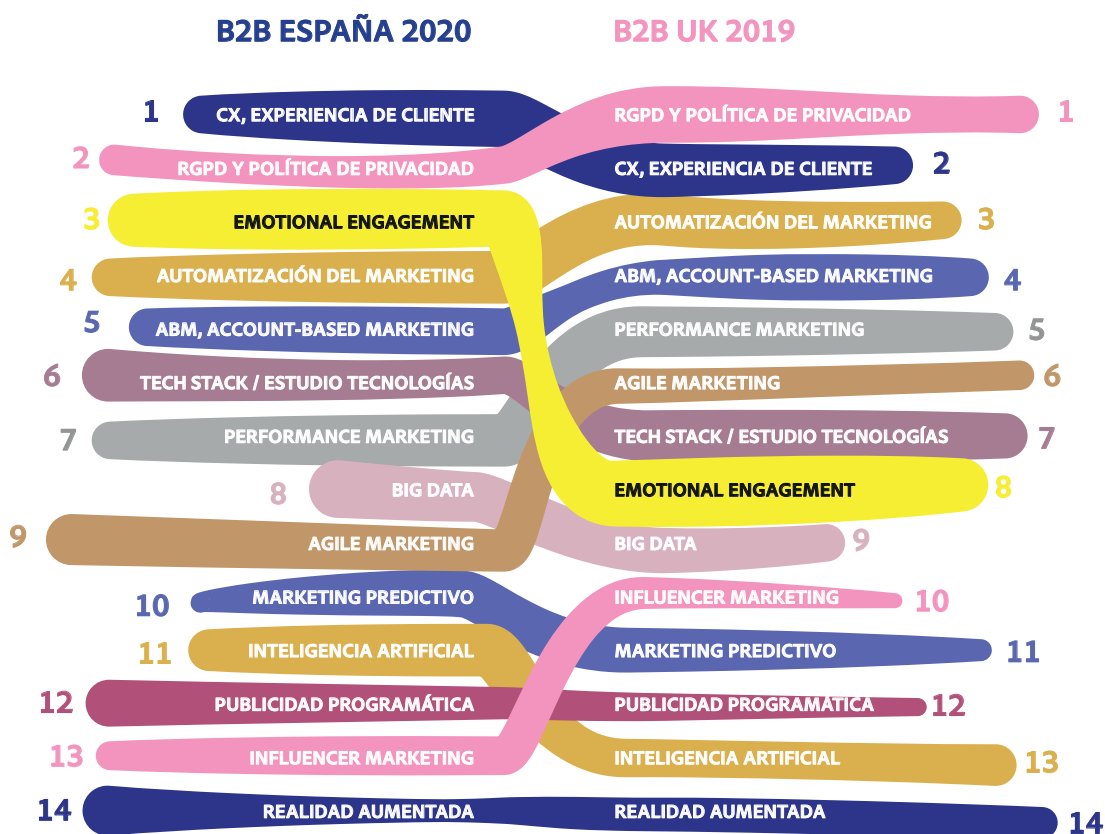 B2B ESPAÑA 2020 B2B UK 2019
1 CX, EXPERIENCIA DE CLIENTE RGPD Y POLÍTICA DE PRIVACIDAD 1
2 RGPD Y POLÍTICA DE PRIVACIDAD CX, EXPERIENCIA DE CLIENTE 2
3 EMOTIONAL ENGAGEMENT AUTOMATIZACIÓN DEL MARKETING 3
4 AUTOMATIZACIÓN DEL MARKETING ABM, ACCOUNT-BASED MARKETING 4
5 ABM, ACCOUNT-BASED MARKETING PERFORMANCE MARKETING 5
6 TECH STACK / ESTUDIO TECNOLOGÍAS AGILE MARKETING 6
7 PERFORMANCE MARKETING TECH STACK / ESTUDIO TECNOLOGÍAS 7
8 BIG DATA EMOTIONAL ENGAGEMENT 8
9 AGILE MARKETING BIG DATA 9
10 MARKETING PREDICTIVO INFLUENCER MARKETING 10
11 INTELIGENCIA ARTIFICIAL MARKETING PREDICTIVO 11
12 PUBLICIDAD PROGRAMÁTICA PUBLICIDAD PROGRAMÁTICA 12
13 INFLUENCER MARKETING INTELIGENCIA ARTIFICIAL 13
14 REALIDAD AUMENTADA REALIDAD AUMENTADA 14